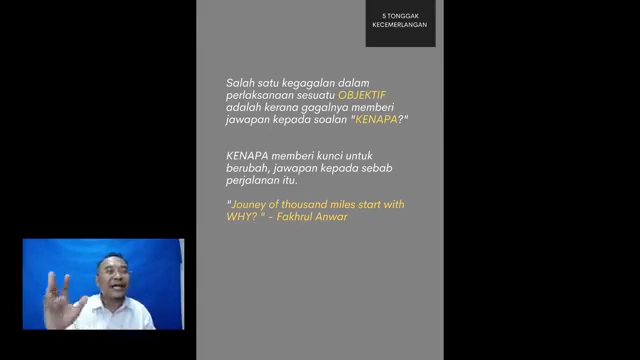 5 TONGGAK
KECEMERLANGAN
Salah satu kegagalan dalam
perlaksanaan sesuatu OBJEKTIF
adalah kerana gagalnya memberi
jawapan kepada soalan "KENAPA?"
KENAPA memberi kunci untuk
berubah, jawapan kepada sebab
perjalanan itu.
"Jouney of thousand miles start with
WHY? " - Fakhrul Anwar